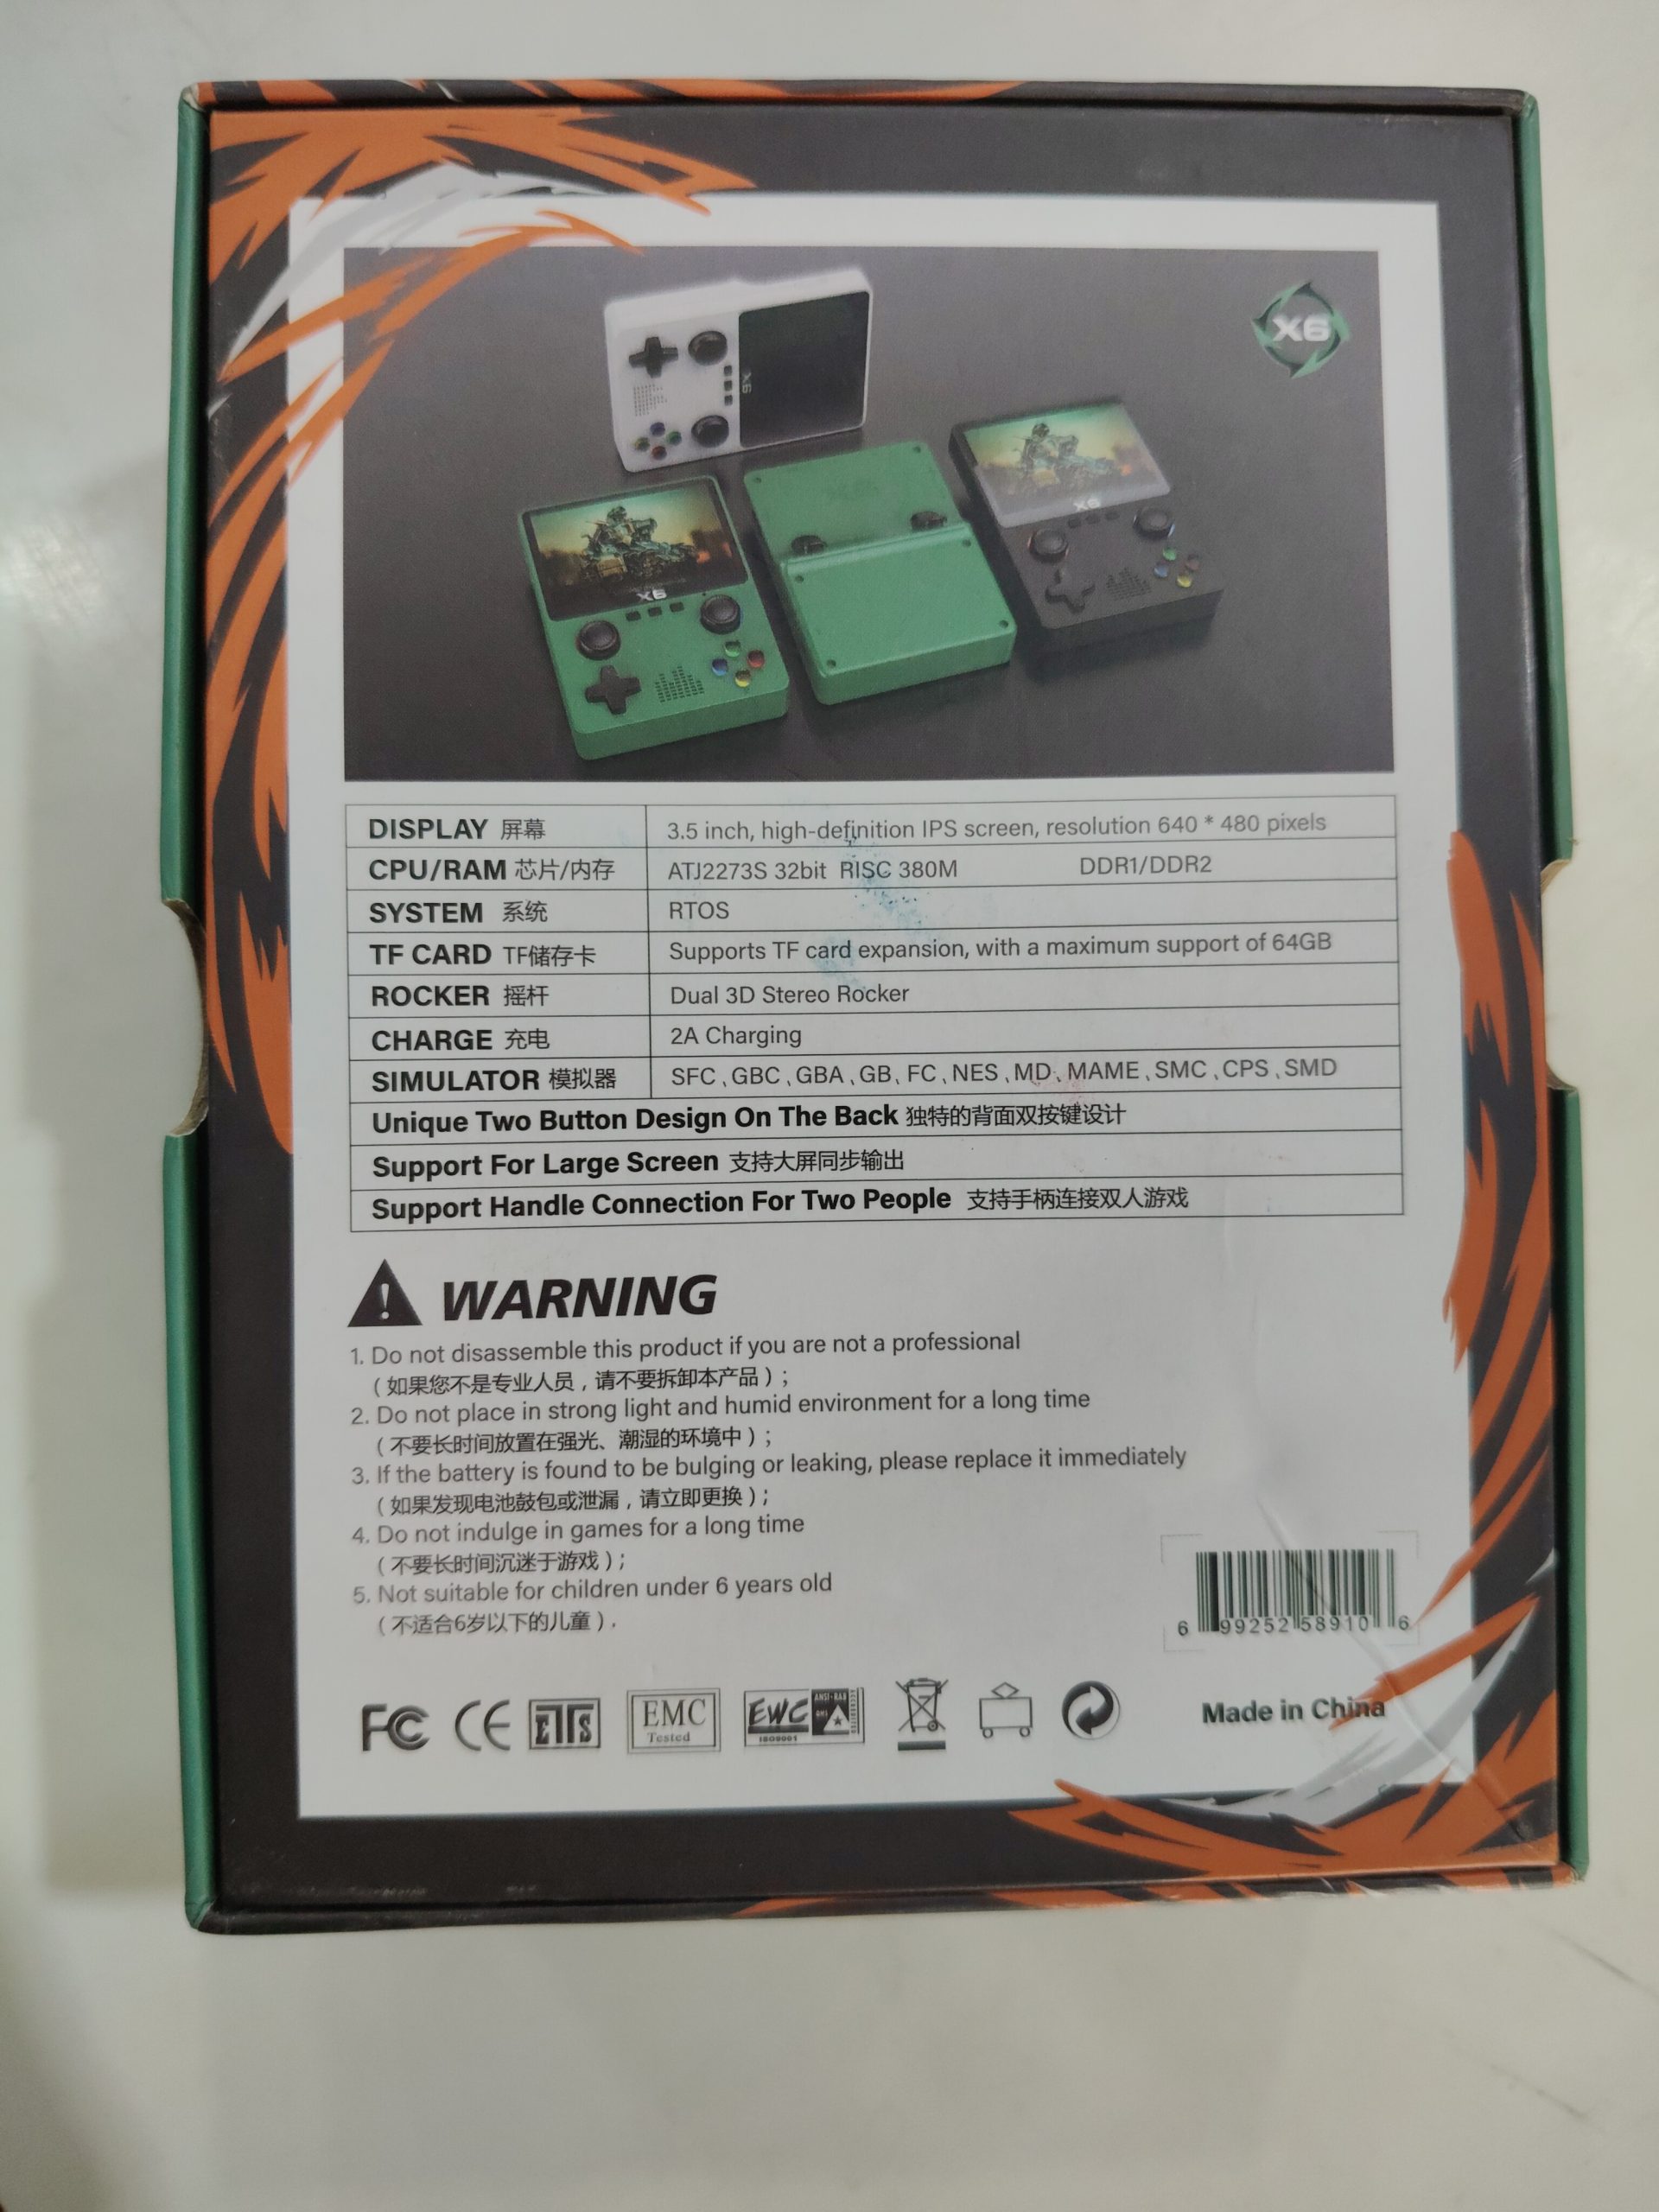 X6
X6
X6
X6
DISPLAY 屏幕 3.5 inch, high-definition IPS screen, resolution 640 * 480 pixels
CPU/RAM 芯片/内存 ATJ2273S 32bit RISC 380M DDR1/DDR2
SYSTEM 系统 RTOS
TF CARD TF储存卡 Supports TF card expansion, with a maximum support of 64GB
ROCKER 摇杆 Dual 3D Stereo Rocker
CHARGE 充电 2A Charging
SIMULATOR 模拟器 SFC、GBC、GBA、GB、FC、NES、MD、MAME、SMC、CPS、SMD
Unique Two Button Design On The Back 独特的背面双按键设计
Support For Large Screen 支持大屏同步输出
Support Handle Connection For Two People 支持手柄连接双人游戏
WARNING
1. Do not disassemble this product if you are not a professional
（如果您不是专业人员，请不要拆卸本产品）；
2. Do not place in strong light and humid environment for a long time
（不要长时间放置在强光、潮湿的环境中）；
3. If the battery is found to be bulging or leaking, please replace it immediately
（如果发现电池鼓包或泄漏，请立即更换）；
4. Do not indulge in games for a long time
（不要长时间沉迷于游戏）；
5. Not suitable for children under 6 years old
（不适合6岁以下的儿童）.
6 99252 58910 6
FC CE ETS EMC Tested EWC ISO9001 ANSI-RAB
Made in China